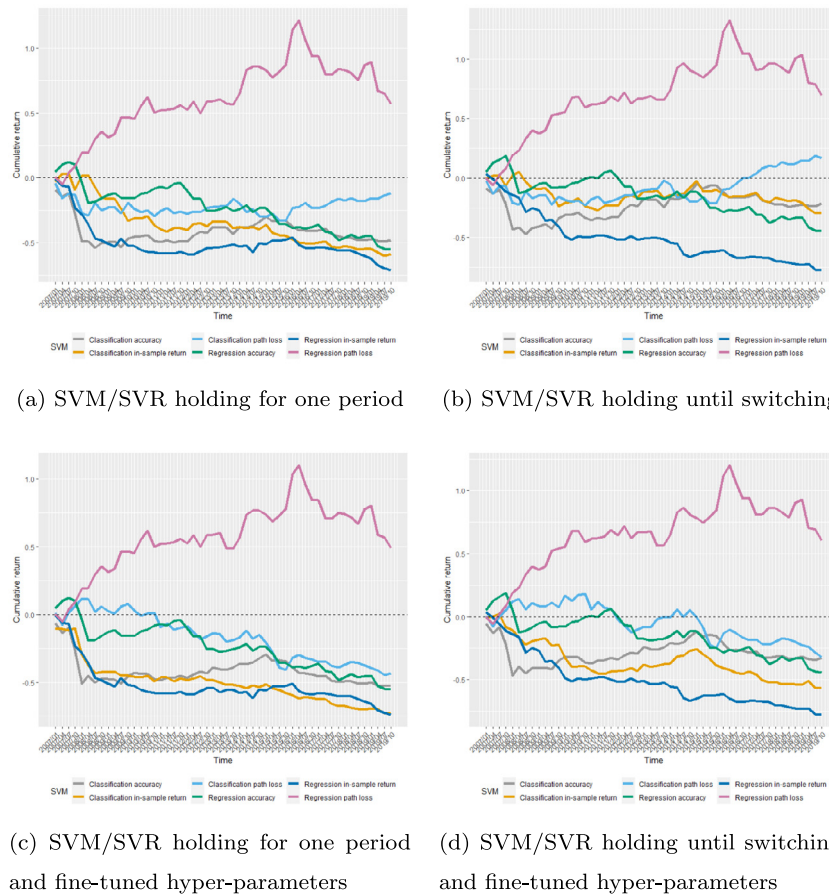 1.0
0.5
0.0
-0.5
Cumulative return
Time
SVM
Classification accuracy
Classification path loss
Regression in-sample return
Classification in-sample return
Regression accuracy
Regression path loss
1.0
0.5
0.0
-0.5
Cumulative return
Time
SVM
Classification accuracy
Classification path loss
Regression in-sample return
Classification in-sample return
Regression accuracy
Regression path loss
(a) SVM/SVR holding for one period
(b) SVM/SVR holding until switching
1.0
0.5
0.0
-0.5
Cumulative return
Time
SVM
Classification accuracy
Classification path loss
Regression in-sample return
Classification in-sample return
Regression accuracy
Regression path loss
1.0
0.5
0.0
-0.5
Cumulative return
Time
SVM
Classification accuracy
Classification path loss
Regression in-sample return
Classification in-sample return
Regression accuracy
Regression path loss
(c) SVM/SVR holding for one period
and fine-tuned hyper-parameters
(d) SVM/SVR holding until switching
and fine-tuned hyper-parameters